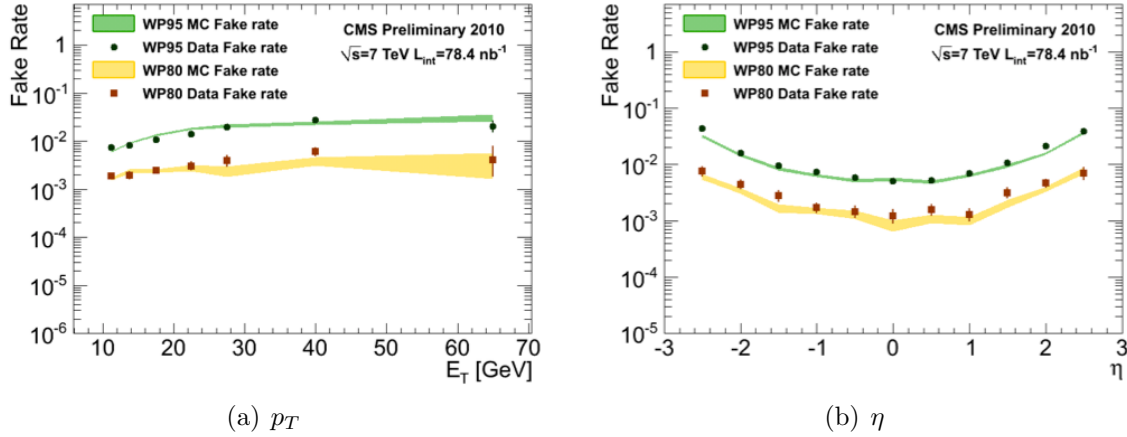 Fake Rate
WP95 MC Fake rate
WP95 Data Fake rate
WP80 MC Fake rate
WP80 Data Fake rate
CMS Preliminary 2010
√s=7 TeV L_int=78.4 nb⁻¹
1
10⁻¹
10⁻²
10⁻³
10⁻⁴
10⁻⁵
10⁻⁶
10 20 30 40 50 60 70
E_T [GeV]
(a) p_T
Fake Rate
WP95 MC Fake rate
WP95 Data Fake rate
WP80 MC Fake rate
WP80 Data Fake rate
CMS Preliminary 2010
√s=7 TeV L_int=78.4 nb⁻¹
1
10⁻¹
10⁻²
10⁻³
10⁻⁴
10⁻⁵
-3 -2 -1 0 1 2 3
η
(b) η